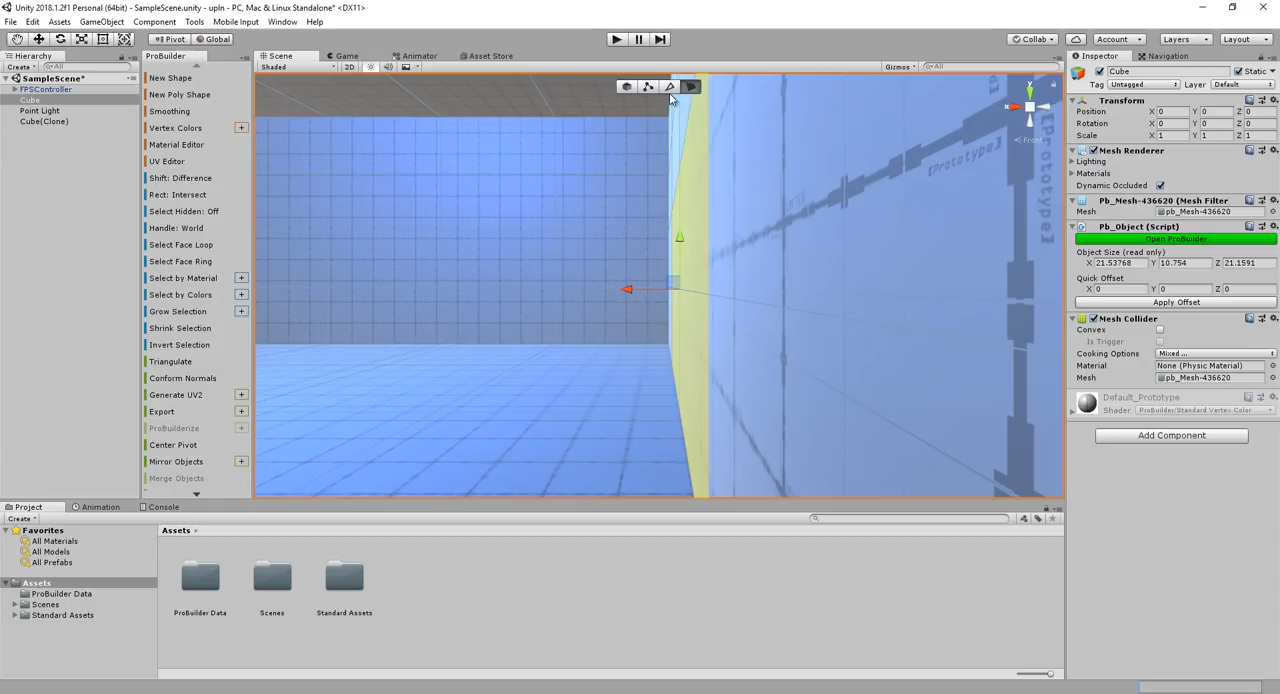 Unity 2018.1.2f1 Personal (64bit) - SampleScene.unity - upIn - PC, Mac & Linux Standalone* <DX11>
File Edit Assets GameObject Component Tools Mobile Input Window Help
Pivot Global
Collab Account Layers Layout
Hierarchy
Create All
SampleScene*
FPSController
Cube
Point Light
Cube(Clone)
ProBuilder
New Shape
New Poly Shape
Smoothing
Vertex Colors +
Material Editor
UV Editor
Shift: Difference
Rect: Intersect
Select Hidden: Off
Handle: World
Select Face Loop
Select Face Ring
Select by Material +
Select by Colors +
Grow Selection +
Shrink Selection
Invert Selection
Triangulate
Conform Normals
Generate UV2 +
Export +
ProBuilderize +
Center Pivot
Mirror Objects +
Merge Objects
Scene Game Animator Asset Store
Shaded 2D Gizmos All
[Prototype]
[Prototype]
y
x
Front
Inspector Navigation
Cube Static
Tag Untagged Layer Default
Transform
Position X 0 Y 0 Z 0
Rotation X 0 Y 0 Z 0
Scale X 1 Y 1 Z 1
Mesh Renderer
Lighting
Materials
Dynamic Occluded
Pb_Mesh-436620 (Mesh Filter
Mesh pb_Mesh-436620
Pb_Object (Script)
Open ProBuilder
Object Size (read only)
X 21.53768 Y 10.754 Z 21.1591
Quick Offset
X 0 Y 0 Z 0
Apply Offset
Mesh Collider
Convex
Is Trigger
Cooking Options Mixed ...
Material None (Physic Material)
Mesh pb_Mesh-436620
Default_Prototype
Shader ProBuilder/Standard Vertex Color
Add Component
Project Animation Console
Create
Favorites
All Materials
All Models
All Prefabs
Assets
ProBuilder Data
Scenes
Standard Assets
Assets
ProBuilder Data Scenes Standard Assets